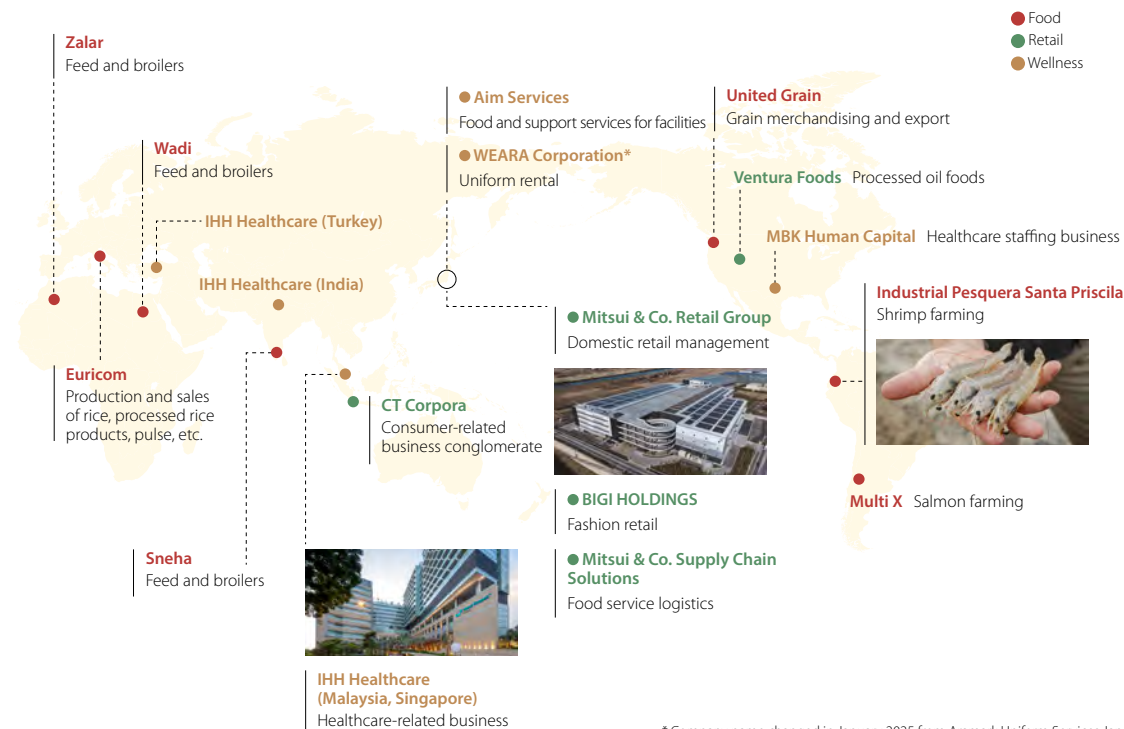 Food
Retail
Wellness
Zalar
Feed and broilers
Aim Services
Food and support services for facilities
United Grain
Grain merchandising and export
Wadi
Feed and broilers
WEARA Corporation*
Uniform rental
Ventura Foods Processed oil foods
IHH Healthcare (Turkey)
MBK Human Capital Healthcare staffing business
IHH Healthcare (India)
Industrial Pesquera Santa Priscila
Shrimp farming
Mitsui & Co. Retail Group
Domestic retail management
Euricom
Production and sales
of rice, processed rice
products, pulse, etc.
CT Corpora
Consumer-related
business conglomerate
BIGI HOLDINGS
Fashion retail
Multi X Salmon farming
Sneha
Feed and broilers
Mitsui & Co. Supply Chain
Solutions
Food service logistics
IHH Healthcare
(Malaysia, Singapore)
Healthcare-related business